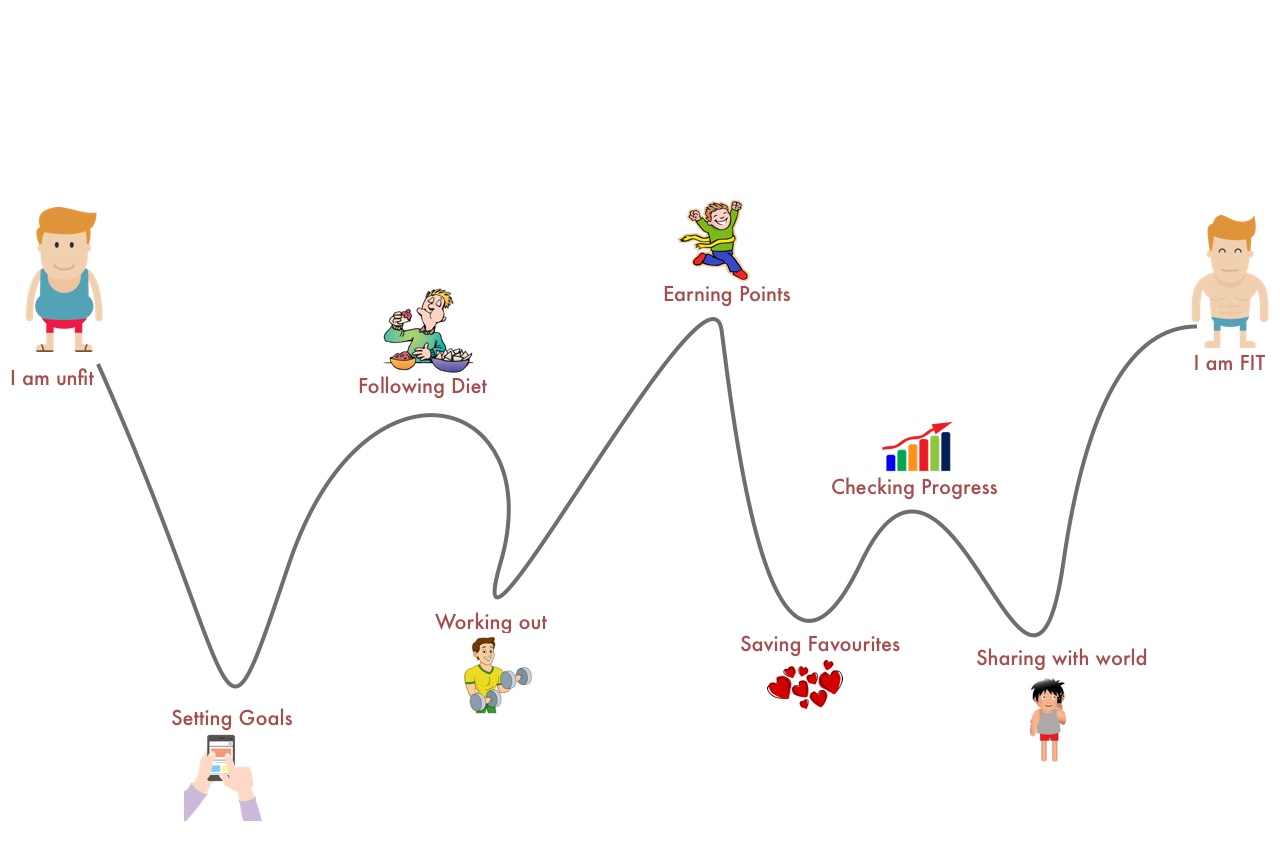 I am unfit
Setting Goals
Following Diet
Working out
Earning Points
Saving Favourites
Checking Progress
Sharing with world
I am FIT